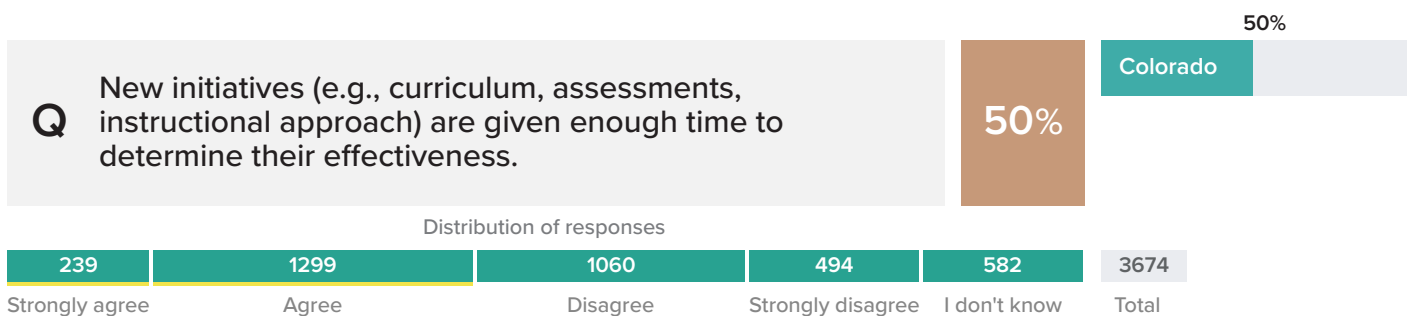 50%
Q
New initiatives (e.g., curriculum, assessments,
instructional approach) are given enough time to
determine their effectiveness.
50%
Colorado
Distribution of responses
239 1299 1060 494 582 3674
Strongly agree Agree Disagree Strongly disagree I don't know Total